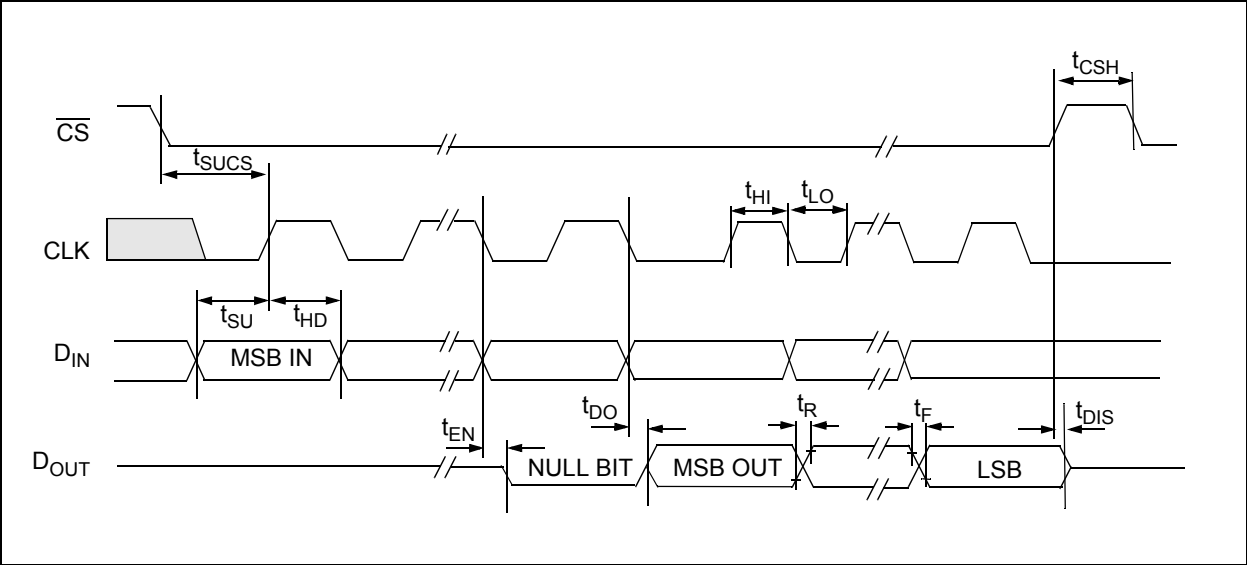 tCSH
CS
tSUCS
tHI
tLO
CLK
tSU
tHD
DIN
MSB IN
tEN
tDO
tR
tF
tDIS
DOUT
NULL BIT
MSB OUT
LSB